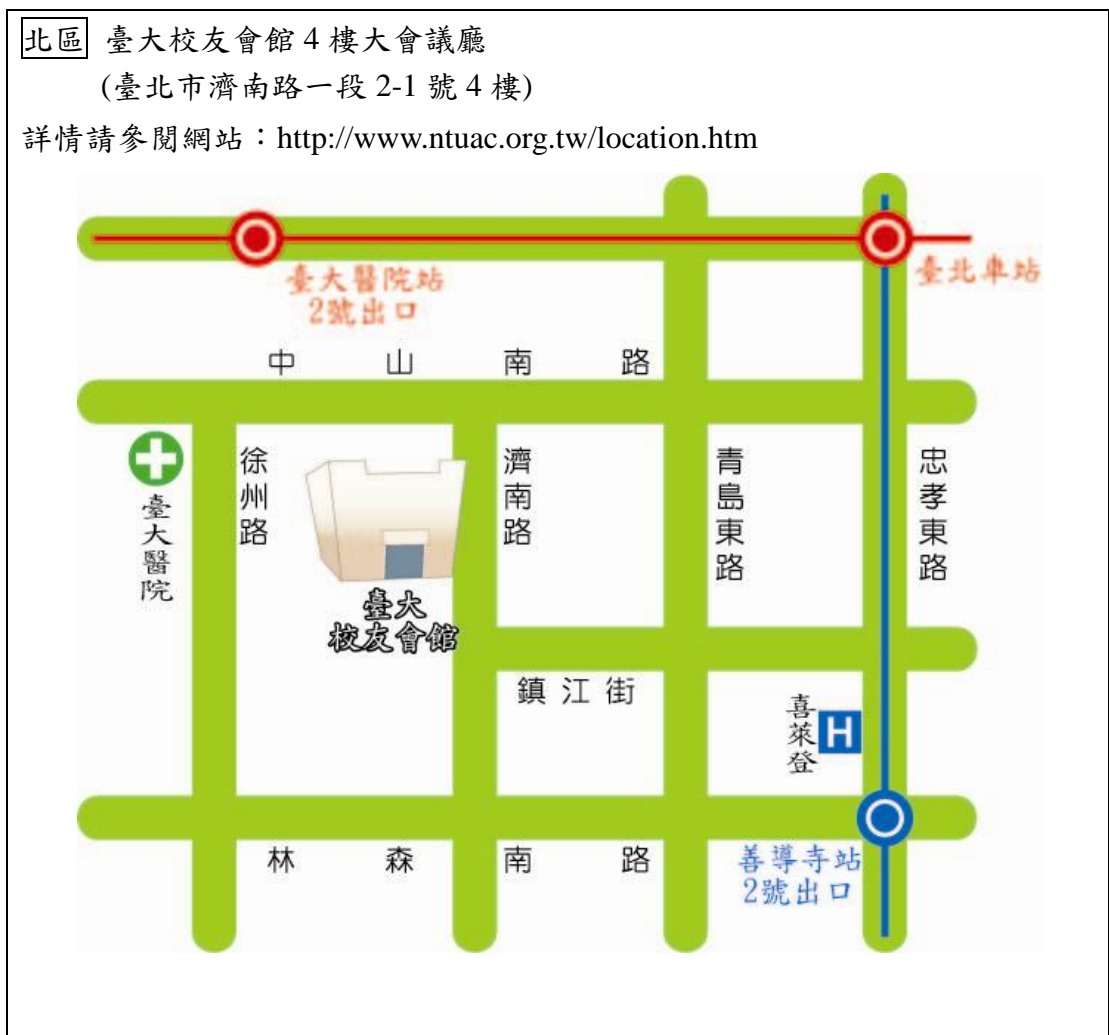 北區 臺大校友會館 4 樓大會議廳
(臺北市濟南路一段 2-1 號 4 樓)
詳情請參閱網站：http://www.ntuac.org.tw/location.htm
臺大醫院站
2號出口
臺北車站
中山南路
臺大醫院
徐州路
濟南路
青島東路
忠孝東路
臺大
校友會館
鎮江街
喜萊登
H
林森南路
善導寺站
2號出口